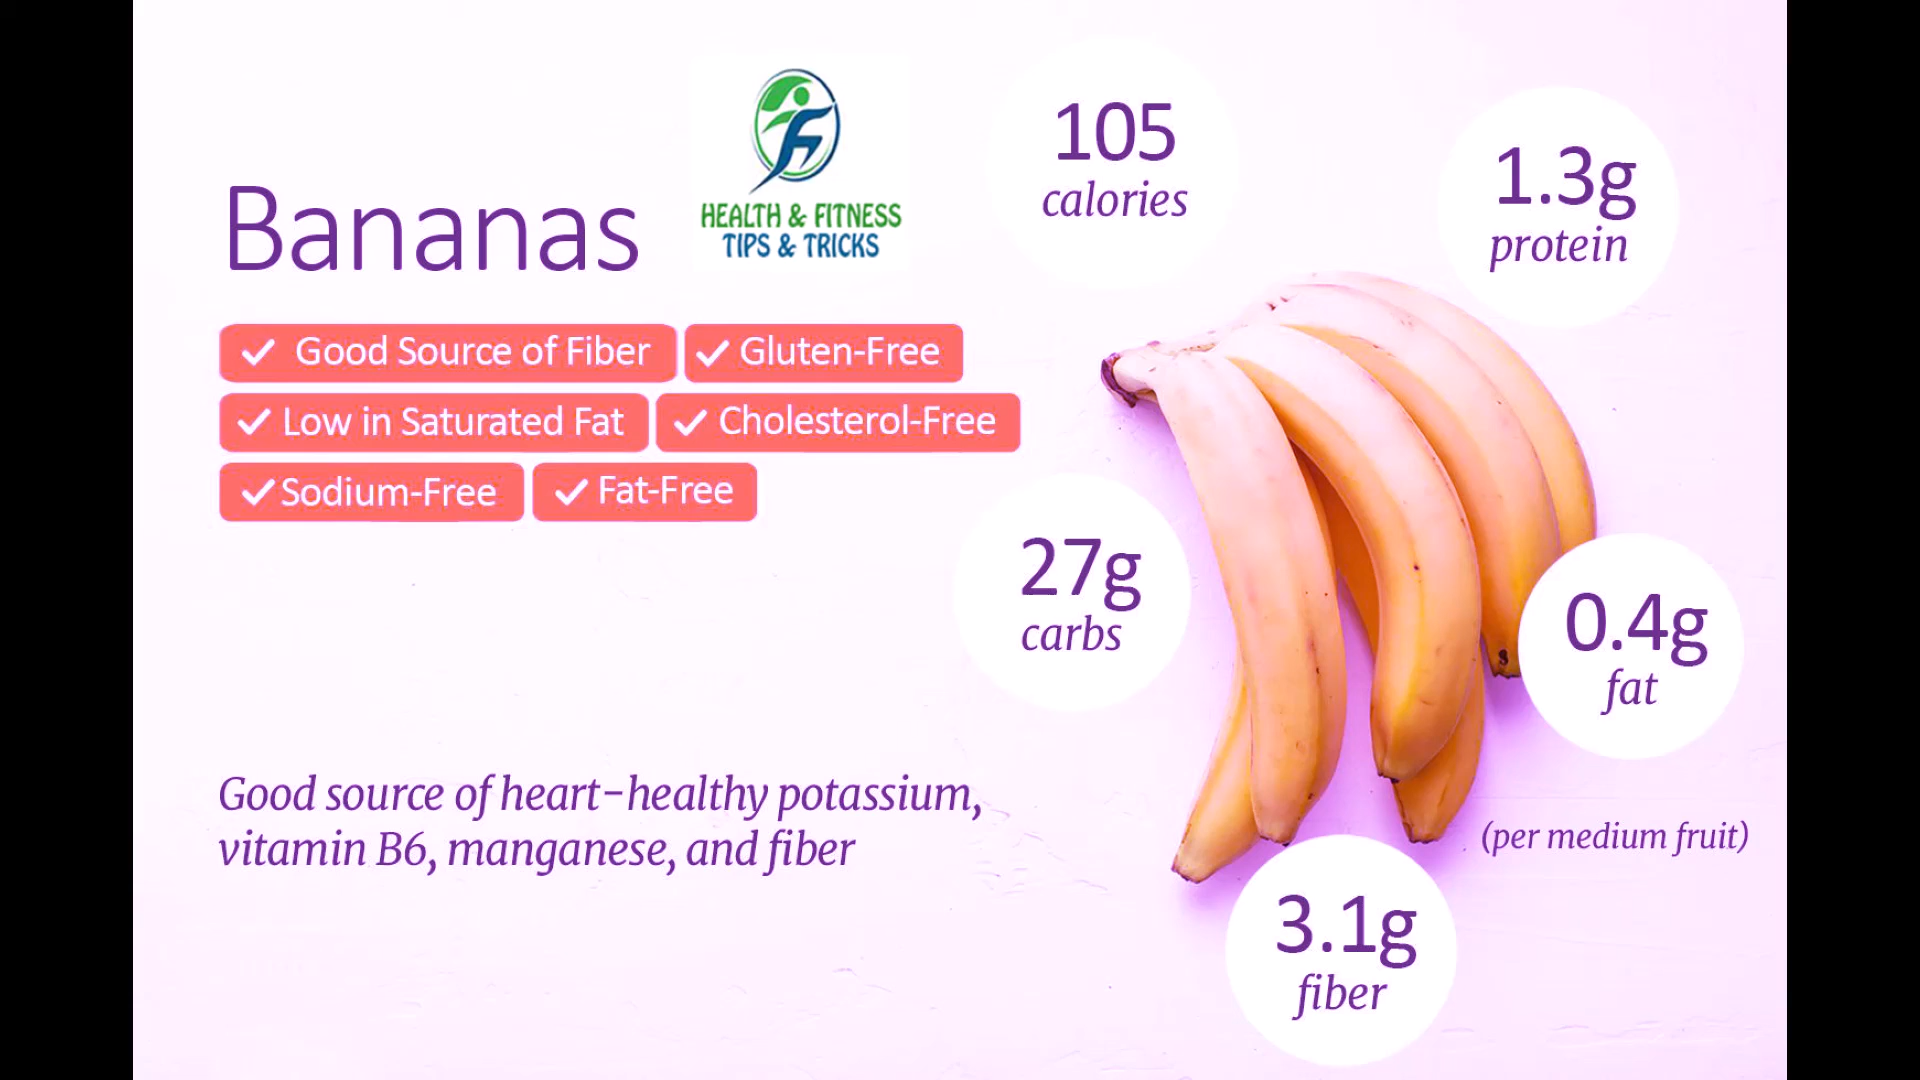 Bananas
HEALTH & FITNESS
TIPS & TRICKS
Good Source of Fiber
Gluten-Free
Low in Saturated Fat
Cholesterol-Free
Sodium-Free
Fat-Free
Good source of heart-healthy potassium,
vitamin B6, manganese, and fiber
105
calories
1.3g
protein
27g
carbs
0.4g
fat
(per medium fruit)
3.1g
fiber